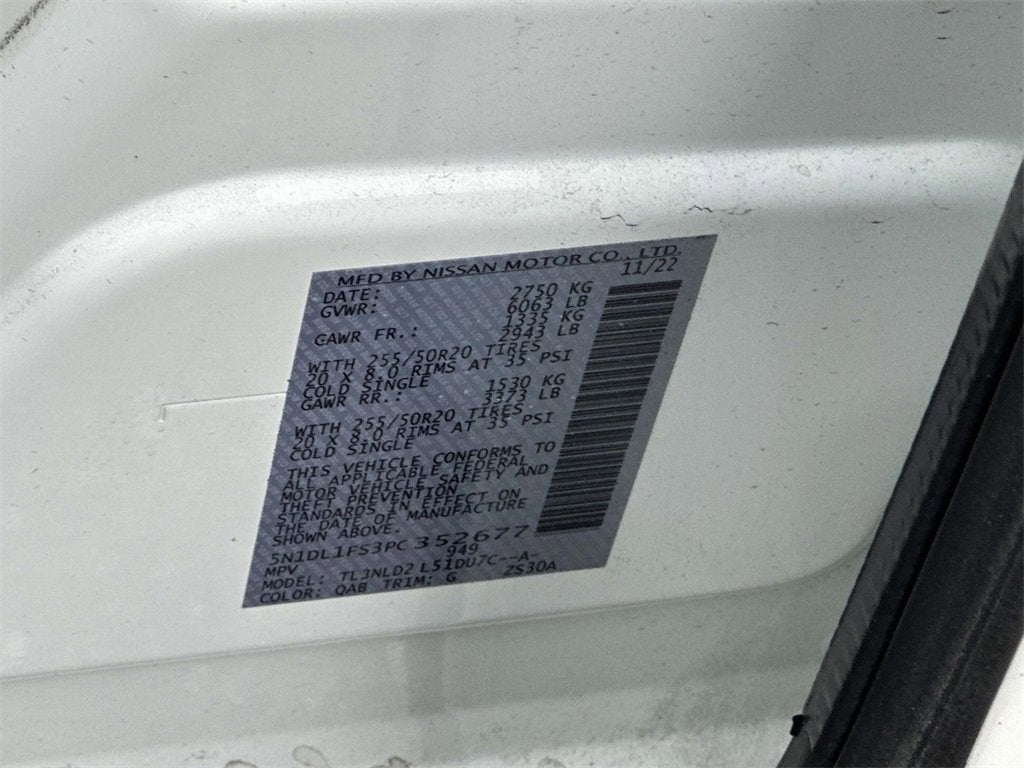 MFD BY NISSAN MOTOR CO., LTD.
DATE: 11/22
GVWR: 2750 KG
6063 LB
GAWR FR.: 1335 KG
2943 LB
WITH 255/50R20 TIRES
20 X 8.0 RIMS AT 35 PSI
COLD SINGLE
GAWR RR.: 1530 KG
3373 LB
WITH 255/50R20 TIRES
20 X 8.0 RIMS AT 35 PSI
COLD SINGLE
THIS VEHICLE CONFORMS TO
ALL APPLICABLE FEDERAL
MOTOR VEHICLE SAFETY AND
THEFT PREVENTION
STANDARDS IN EFFECT ON
THE DATE OF MANUFACTURE
SHOWN ABOVE.
5N1DL1FS3PC352677
MPV 949
MODEL: TL3NLD2 L51DU7C--A-
COLOR: QAB TRIM: G ZS30A